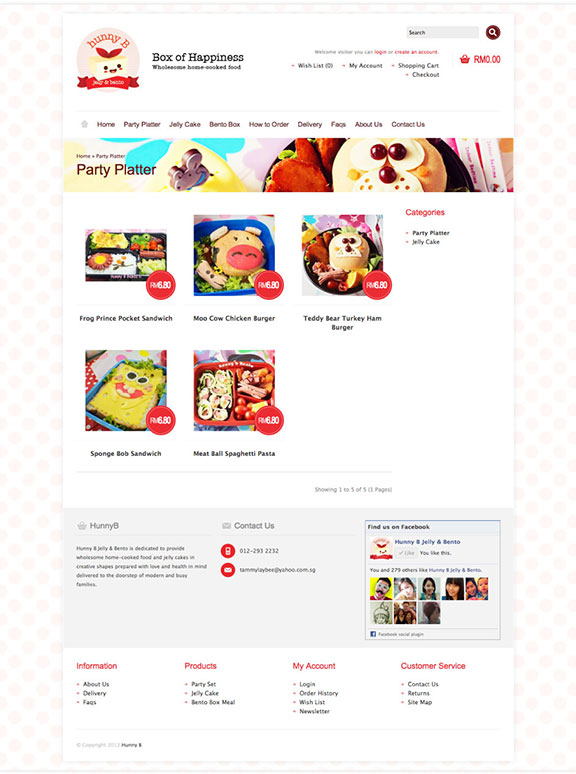 hunny B
jelly & bento
Box of Happiness
Wholesome home-cooked food
Search
Welcome visitor you can login or create an account.
Wish List (0) My Account Shopping Cart
Checkout
RM0.00
Home Party Platter Jelly Cake Bento Box How to Order Delivery Faqs About Us Contact Us
Home » Party Platter
Party Platter
Categories
Party Platter
Jelly Cake
RM6.80
RM6.80
RM6.80
Frog Prince Pocket Sandwich
Moo Cow Chicken Burger
Teddy Bear Turkey Ham
Burger
hunny b Bento
RM6.80
RM6.80
Sponge Bob Sandwich
Meat Ball Spaghetti Pasta
Showing 1 to 5 of 5 (1 Pages)
HunnyB
Hunny B Jelly & Bento is dedicated to provide
wholesome home-cooked food and jelly cakes in
creative shapes prepared with love and health in mind
delivered to the doorstep of modern and busy
families.
Contact Us
012-293 2232
tammylaybee@yahoo.com.sg
Find us on Facebook
Hunny B Jelly & Bento
Like You like this.
You and 279 others like Hunny B Jelly & Bento.
Facebook social plugin
Information
About Us
Delivery
Faqs
Products
Party Set
Jelly Cake
Bento Box Meal
My Account
Login
Order History
Wish List
Newsletter
Customer Service
Contact Us
Returns
Site Map
© Copyright 2013 Hunny B